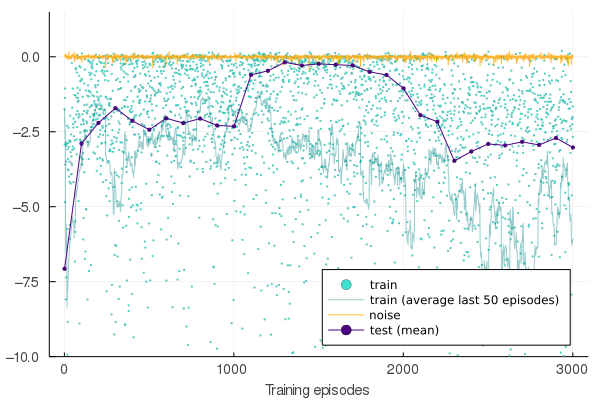 0.0
−2.5
−5.0
−7.5
−10.0
0
1000
2000
3000
Training episodes
train
train (average last 50 episodes)
noise
test (mean)